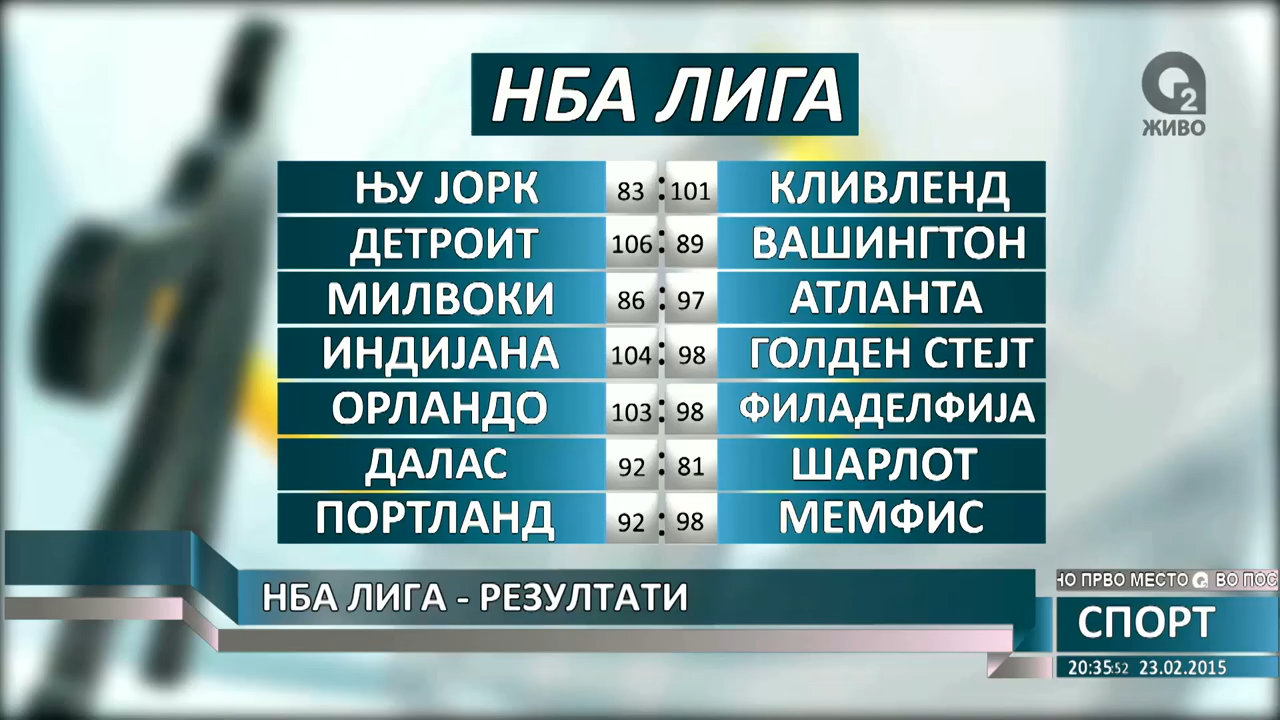 НБА ЛИГА
2
ЖИВО
ЊУ ЈОРК 83 : 101 КЛИВЛЕНД
ДЕТРОИТ 106 : 89 ВАШИНГТОН
МИЛВОКИ 86 : 97 АТЛАНТА
ИНДИЈАНА 104 : 98 ГОЛДЕН СТЕЈТ
ОРЛАНДО 103 : 98 ФИЛАДЕЛФИЈА
ДАЛАС 92 : 81 ШАРЛОТ
ПОРТЛАНД 92 : 98 МЕМФИС
НБА ЛИГА - РЕЗУЛТАТИ
ПРВО МЕСТО ВО
СПОРТ
20:35:52 23.02.2015